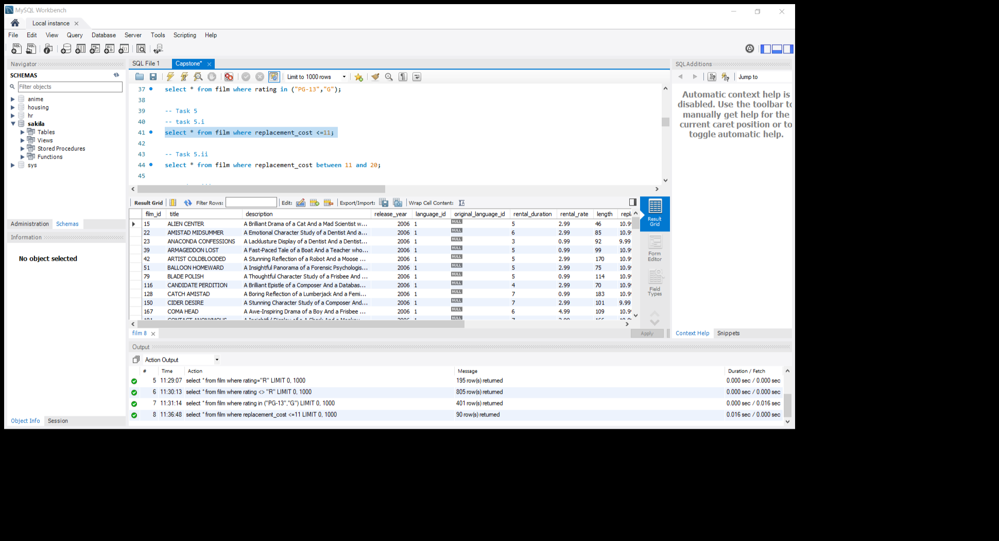 MySQL Workbench
Local instance
File Edit View Query Database Server Tools Scripting Help
Navigator
SCHEMAS
Filter objects
anime
housing
hr
sakila
Tables
Views
Stored Procedures
Functions
sys
Administration Schemas
Information
No object selected
Object Info Session
SQL File 1 Capstone*
Limit to 1000 rows
37 select * from film where rating in ("PG-13","G");
38
39 -- Task 5
40 -- task 5.i
41 select * from film where replacement_cost <=11;
42
43 -- Task 5.ii
44 select * from film where replacement_cost between 11 and 20;
45
Result Grid Filter Rows: Edit: Export/Import: Wrap Cell Content:
film_id title description release_year language_id original_language_id rental_duration rental_rate length repl
15 ALIEN CENTER A Brilliant Drama of a Cat And a Mad Scientist w... 2006 1 NULL 5 2.99 46 10.9
22 AMISTAD MIDSUMMER A Emotional Character Study of a Dentist And a... 2006 1 NULL 6 2.99 85 10.9
23 ANACONDA CONFESSIONS A Lacklusture Display of a Dentist And a Dentist... 2006 1 NULL 3 0.99 92 9.99
39 ARMAGEDDON LOST A Fast-Paced Tale of a Boat And a Teacher who... 2006 1 NULL 5 0.99 99 10.9
42 ARTIST COLDBLOODED A Stunning Reflection of a Robot And a Moose ... 2006 1 NULL 5 2.99 170 10.9
51 BALLOON HOMEWARD A Insightful Panorama of a Forensic Psychologis... 2006 1 NULL 5 2.99 75 10.9
79 BLADE POLISH A Thoughtful Character Study of a Frisbee And ... 2006 1 NULL 5 0.99 114 10.9
116 CANDIDATE PERDITION A Brilliant Epistle of a Composer And a Databas... 2006 1 NULL 4 2.99 70 10.9
128 CATCH AMISTAD A Boring Reflection of a Lumberjack And a Femi... 2006 1 NULL 7 0.99 183 10.9
150 CIDER DESIRE A Stunning Character Study of a Composer And... 2006 1 NULL 7 2.99 101 9.99
167 COMA HEAD A Awe-Inspiring Drama of a Boy And a Frisbee ... 2006 1 NULL 6 4.99 109 10.9
Result Grid
Form Editor
Field Types
film 8
Apply
SQLAdditions
Jump to
Automatic context help is
disabled. Use the toolbar to
manually get help for the
current caret position or to
toggle automatic help.
Context Help Snippets
Output
Action Output
# Time Action Message Duration / Fetch
5 11:29:07 select * from film where rating="R" LIMIT 0, 1000 195 row(s) returned 0.000 sec / 0.000 sec
6 11:30:13 select * from film where rating <> "R" LIMIT 0, 1000 805 row(s) returned 0.000 sec / 0.000 sec
7 11:31:14 select * from film where rating in ("PG-13","G") LIMIT 0, 1000 401 row(s) returned 0.000 sec / 0.016 sec
8 11:36:48 select * from film where replacement_cost <=11 LIMIT 0, 1000 90 row(s) returned 0.016 sec / 0.000 sec